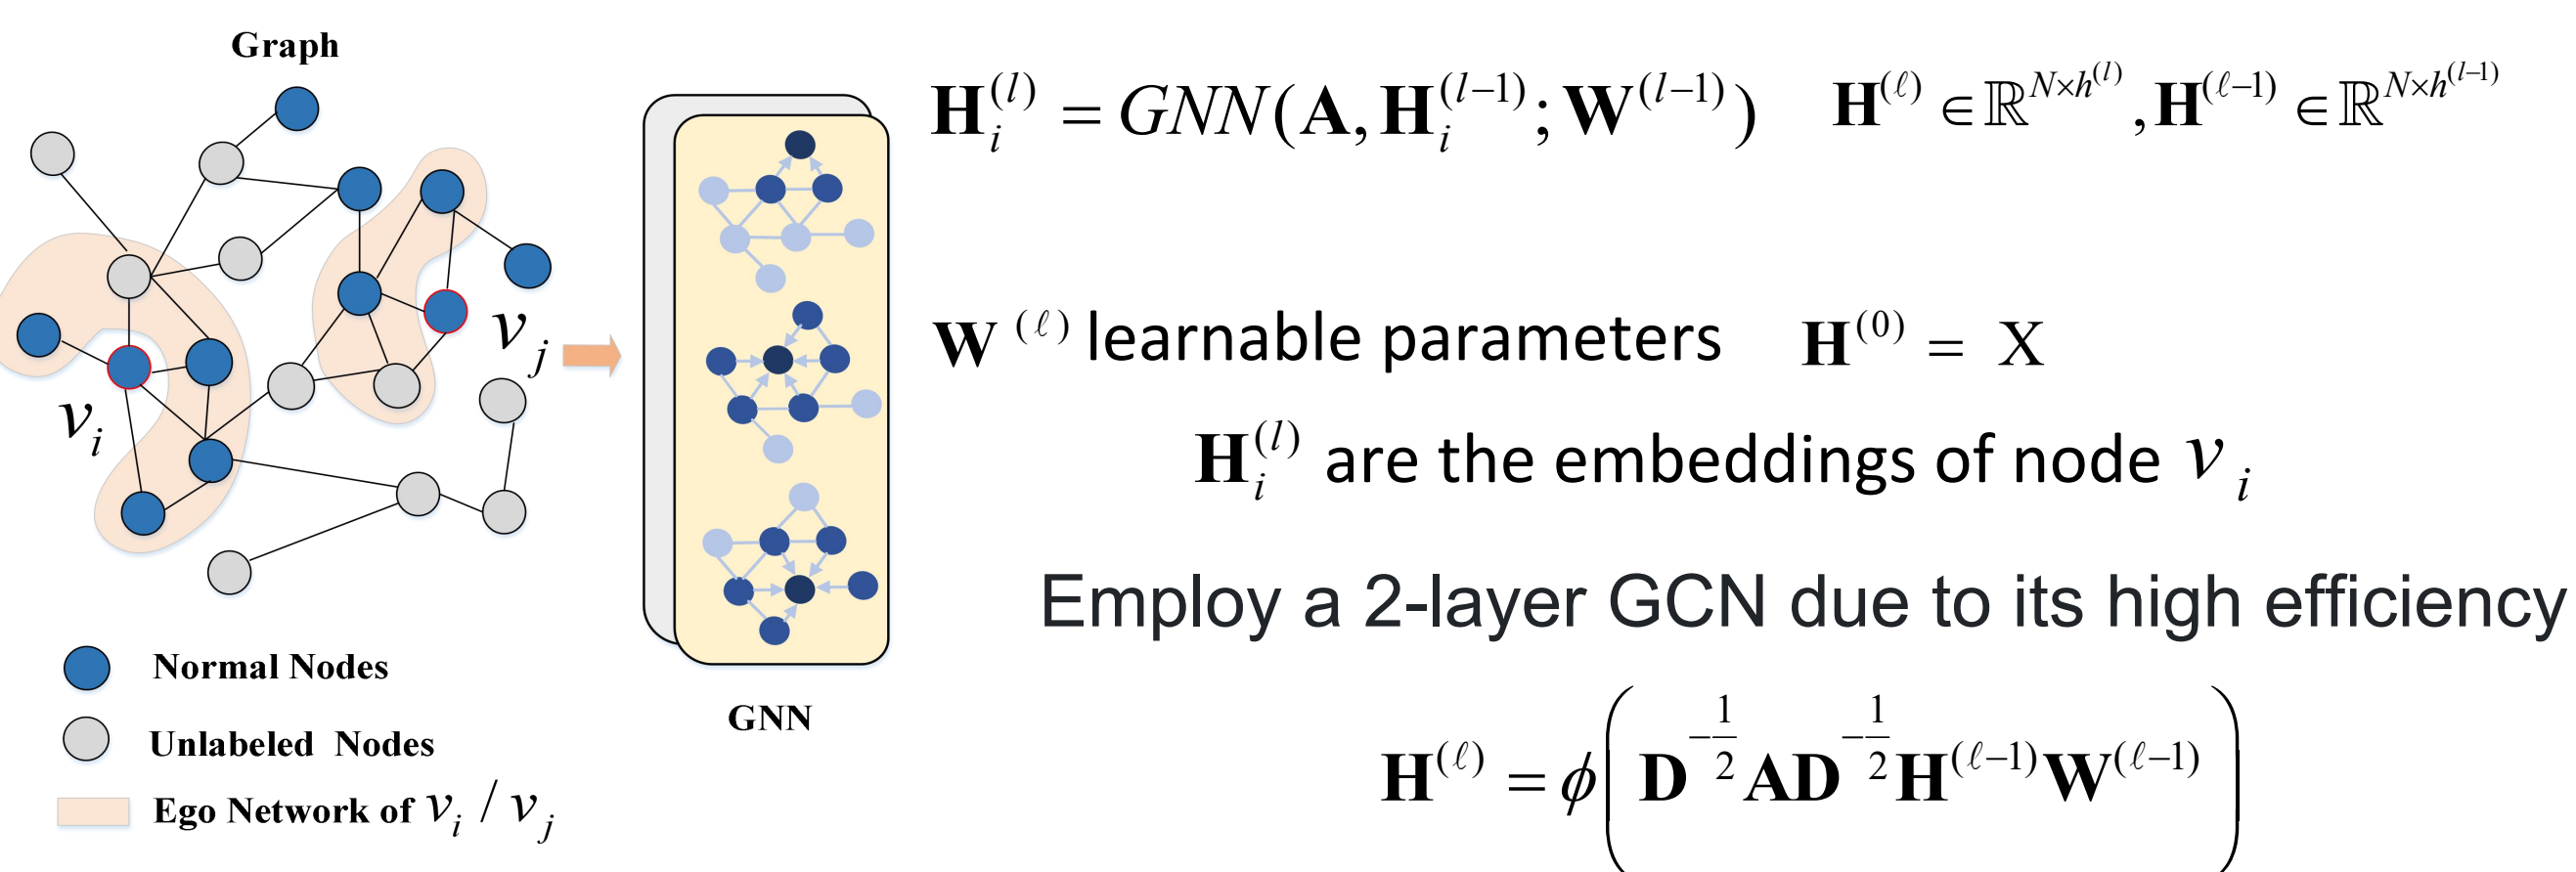 Graph
v_i
v_j
Normal Nodes
Unlabeled Nodes
Ego Network of v_i / v_j
GNN
H_i^{(l)} = GNN(A, H_i^{(l−1)}; W^{(l−1)}) H^{(ℓ)} ∈ ℝ^{N×h^{(l)}}, H^{(ℓ−1)} ∈ ℝ^{N×h^{(l−1)}}
W^{(ℓ)} learnable parameters H^{(0)} = X
H_i^{(l)} are the embeddings of node v_i
Employ a 2-layer GCN due to its high efficiency
H^{(ℓ)} = ϕ(D^{−1/2}AD^{−1/2}H^{(ℓ−1)}W^{(ℓ−1)})